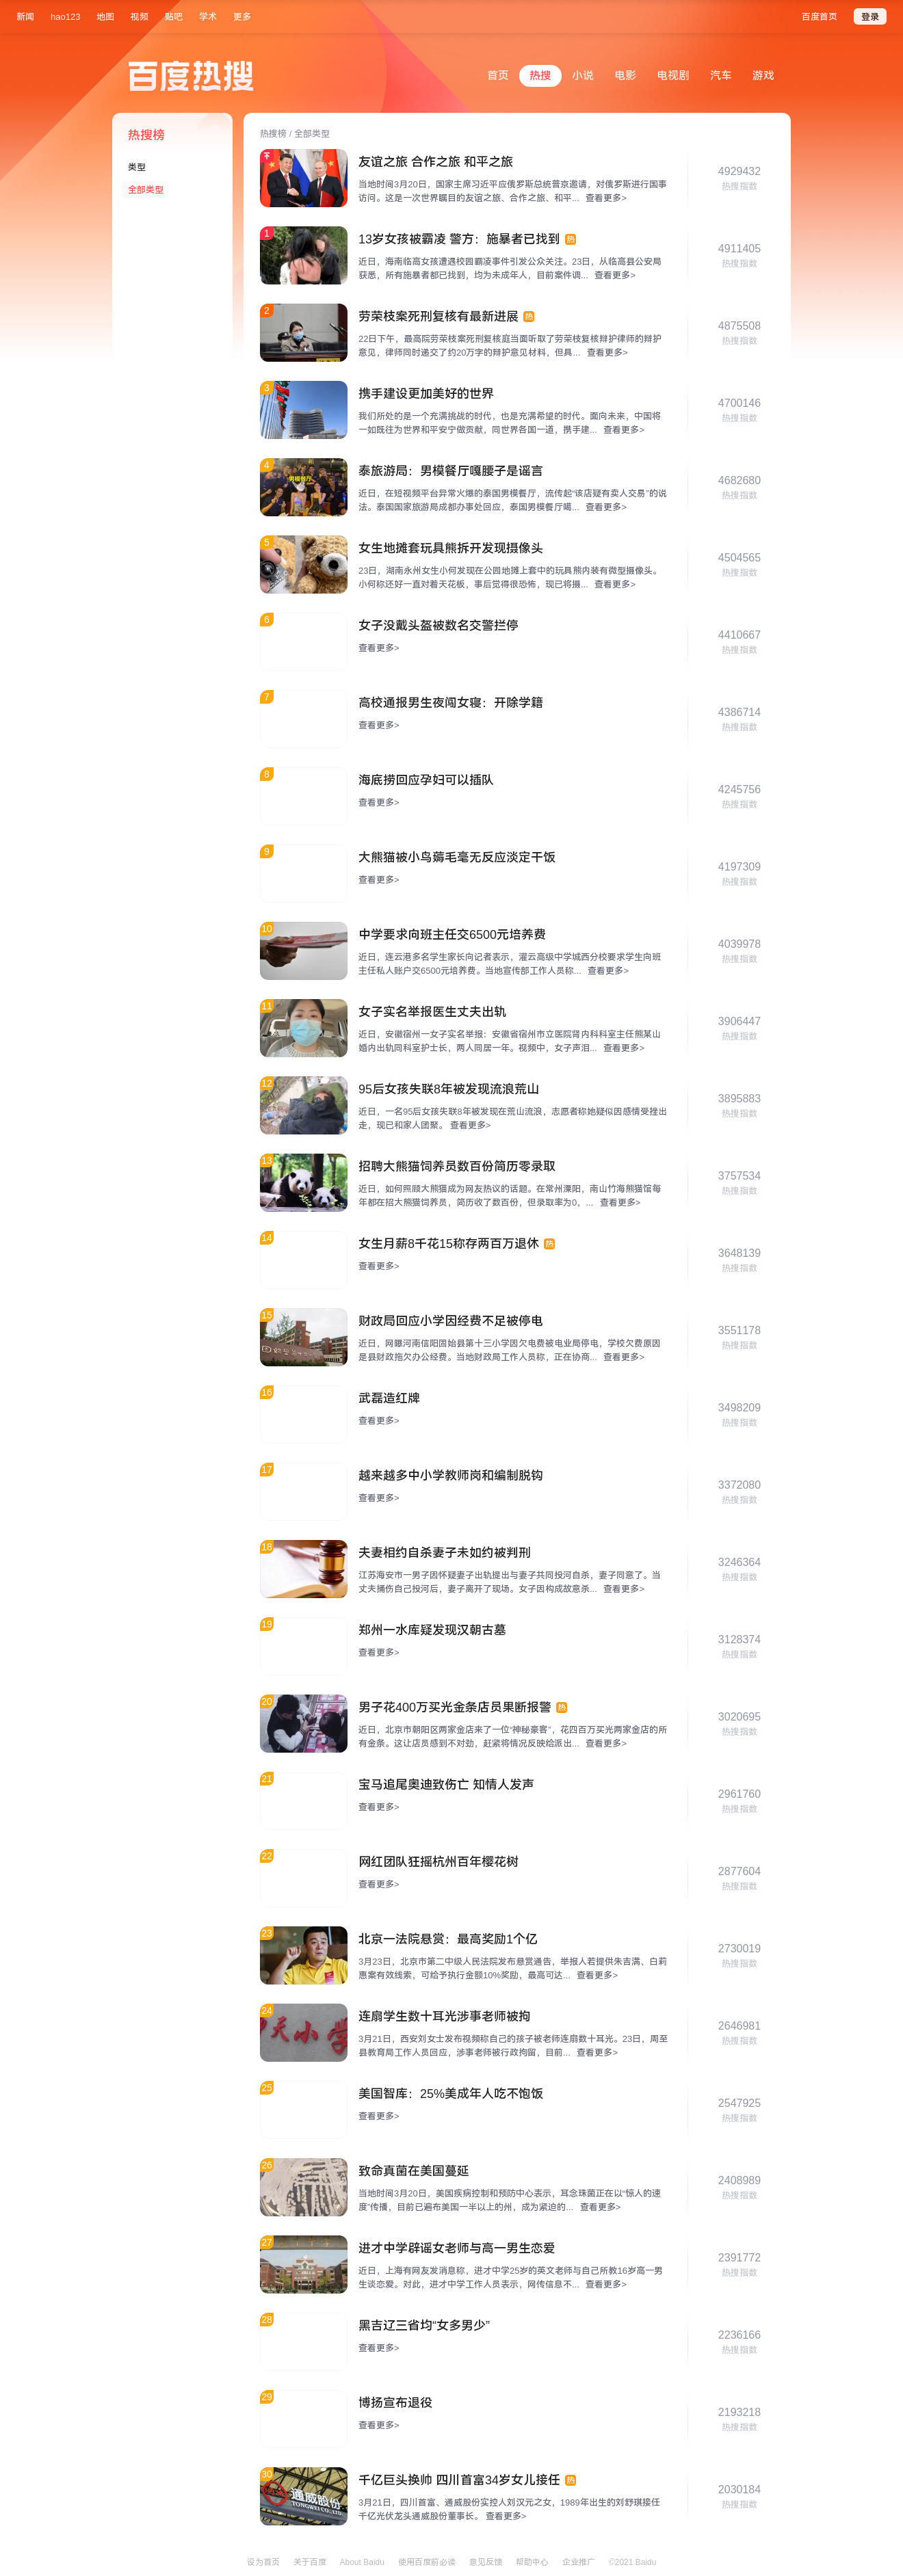 新闻 hao123 地图 视频 贴吧 学术 更多 百度首页 登录
百度热搜
首页 热搜 小说 电影 电视剧 汽车 游戏
热搜榜
类型
全部类型
热搜榜 / 全部类型
友谊之旅 合作之旅 和平之旅
当地时间3月20日，国家主席习近平应俄罗斯总统普京邀请，对俄罗斯进行国事
访问。这是一次世界瞩目的友谊之旅、合作之旅、和平... 查看更多>
4929432
热搜指数
1
13岁女孩被霸凌 警方：施暴者已找到 热
近日，海南临高女孩遭遇校园霸凌事件引发公众关注。23日，从临高县公安局
获悉，所有施暴者都已找到，均为未成年人，目前案件调... 查看更多>
4911405
热搜指数
2
劳荣枝案死刑复核有最新进展 热
22日下午，最高院劳荣枝案死刑复核庭当面听取了劳荣枝复核辩护律师的辩护
意见，律师同时递交了约20万字的辩护意见材料，但具... 查看更多>
4875508
热搜指数
3
携手建设更加美好的世界
我们所处的是一个充满挑战的时代，也是充满希望的时代。面向未来，中国将
一如既往为世界和平安宁做贡献，同世界各国一道，携手建... 查看更多>
4700146
热搜指数
4
男模餐厅
泰旅游局：男模餐厅嘎腰子是谣言
近日，在短视频平台异常火爆的泰国男模餐厅，流传起“该店疑有卖人交易”的说
法。泰国国家旅游局成都办事处回应，泰国男模餐厅噶... 查看更多>
4682680
热搜指数
5
女生地摊套玩具熊拆开发现摄像头
23日，湖南永州女生小何发现在公园地摊上套中的玩具熊内装有微型摄像头。
小何称还好一直对着天花板，事后觉得很恐怖，现已将摄... 查看更多>
4504565
热搜指数
6
女子没戴头盔被数名交警拦停
查看更多>
4410667
热搜指数
7
高校通报男生夜闯女寝：开除学籍
查看更多>
4386714
热搜指数
8
海底捞回应孕妇可以插队
查看更多>
4245756
热搜指数
9
大熊猫被小鸟薅毛毫无反应淡定干饭
查看更多>
4197309
热搜指数
10
中学要求向班主任交6500元培养费
近日，连云港多名学生家长向记者表示，灌云高级中学城西分校要求学生向班
主任私人账户交6500元培养费。当地宣传部工作人员称... 查看更多>
4039978
热搜指数
11
女子实名举报医生丈夫出轨
近日，安徽宿州一女子实名举报：安徽省宿州市立医院肾内科科室主任熊某山
婚内出轨同科室护士长，两人同居一年。视频中，女子声泪... 查看更多>
3906447
热搜指数
12
95后女孩失联8年被发现流浪荒山
近日，一名95后女孩失联8年被发现在荒山流浪，志愿者称她疑似因感情受挫出
走，现已和家人团聚。 查看更多>
3895883
热搜指数
13
招聘大熊猫饲养员数百份简历零录取
近日，如何照顾大熊猫成为网友热议的话题。在常州溧阳，南山竹海熊猫馆每
年都在招大熊猫饲养员，简历收了数百份，但录取率为0，... 查看更多>
3757534
热搜指数
14
女生月薪8千花15称存两百万退休 热
查看更多>
3648139
热搜指数
15
财政局回应小学因经费不足被停电
近日，网曝河南信阳固始县第十三小学因欠电费被电业局停电，学校欠费原因
是县财政拖欠办公经费。当地财政局工作人员称，正在协商... 查看更多>
3551178
热搜指数
16
武磊造红牌
查看更多>
3498209
热搜指数
17
越来越多中小学教师岗和编制脱钩
查看更多>
3372080
热搜指数
18
夫妻相约自杀妻子未如约被判刑
江苏海安市一男子因怀疑妻子出轨提出与妻子共同投河自杀，妻子同意了。当
丈夫捅伤自己投河后，妻子离开了现场。女子因构成故意杀... 查看更多>
3246364
热搜指数
19
郑州一水库疑发现汉朝古墓
查看更多>
3128374
热搜指数
20
男子花400万买光金条店员果断报警 热
近日，北京市朝阳区两家金店来了一位“神秘豪客”，花四百万买光两家金店的所
有金条。这让店员感到不对劲，赶紧将情况反映给派出... 查看更多>
3020695
热搜指数
21
宝马追尾奥迪致伤亡 知情人发声
查看更多>
2961760
热搜指数
22
网红团队狂摇杭州百年樱花树
查看更多>
2877604
热搜指数
23
北京一法院悬赏：最高奖励1个亿
3月23日，北京市第二中级人民法院发布悬赏通告，举报人若提供朱吉满、白莉
惠案有效线索，可给予执行金额10%奖励，最高可达... 查看更多>
2730019
热搜指数
24
连扇学生数十耳光涉事老师被拘
3月21日，西安刘女士发布视频称自己的孩子被老师连扇数十耳光。23日，周至
县教育局工作人员回应，涉事老师被行政拘留，目前... 查看更多>
2646981
热搜指数
25
美国智库：25%美成年人吃不饱饭
查看更多>
2547925
热搜指数
26
致命真菌在美国蔓延
当地时间3月20日，美国疾病控制和预防中心表示，耳念珠菌正在以“惊人的速
度”传播，目前已遍布美国一半以上的州，成为紧迫的... 查看更多>
2408989
热搜指数
27
进才中学辟谣女老师与高一男生恋爱
近日，上海有网友发消息称，进才中学25岁的英文老师与自己所教16岁高一男
生谈恋爱。对此，进才中学工作人员表示，网传信息不... 查看更多>
2391772
热搜指数
28
黑吉辽三省均“女多男少”
查看更多>
2236166
热搜指数
29
博扬宣布退役
查看更多>
2193218
热搜指数
30
通威股份
TONGWEI CO.,LTD.
千亿巨头换帅 四川首富34岁女儿接任 热
3月21日，四川首富、通威股份实控人刘汉元之女，1989年出生的刘舒琪接任
千亿光伏龙头通威股份董事长。 查看更多>
2030184
热搜指数
设为首页 关于百度 About Baidu 使用百度前必读 意见反馈 帮助中心 企业推广 ©2021 Baidu